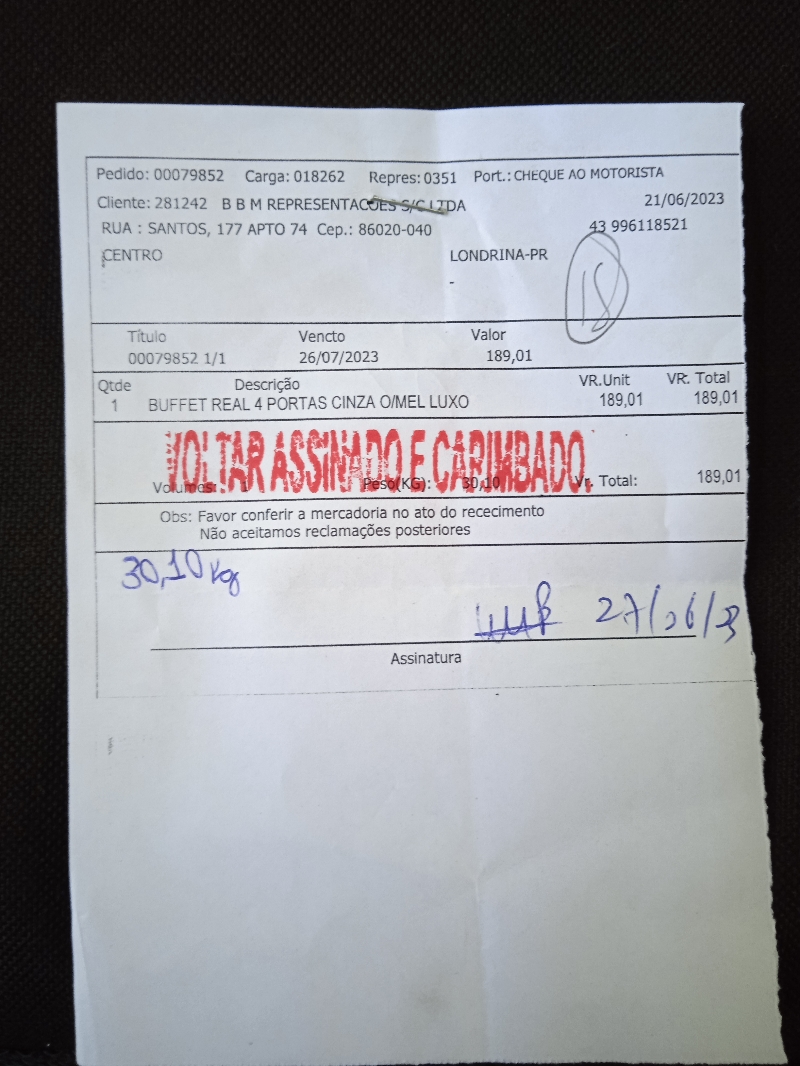 Pedido: 00079852 Carga: 018262 Repres: 0351 Port.: CHEQUE AO MOTORISTA
Cliente: 281242 B B M REPRESENTACOES S/C LTDA 21/06/2023
RUA : SANTOS, 177 APTO 74 Cep.: 86020-040 43 996118521
CENTRO LONDRINA-PR
-
18
Título Vencto Valor
00079852 1/1 26/07/2023 189,01
Qtde Descrição VR.Unit VR. Total
1 BUFFET REAL 4 PORTAS CINZA O/MEL LUXO 189,01 189,01
VOLTAR ASSINADO E CARIMBADO.
Volumes: 1 Peso(KG): 30,10 Vr. Total: 189,01
Obs: Favor conferir a mercadoria no ato do rececimento
Não aceitamos reclamações posteriores
30,10 kg
27/06/23
Assinatura